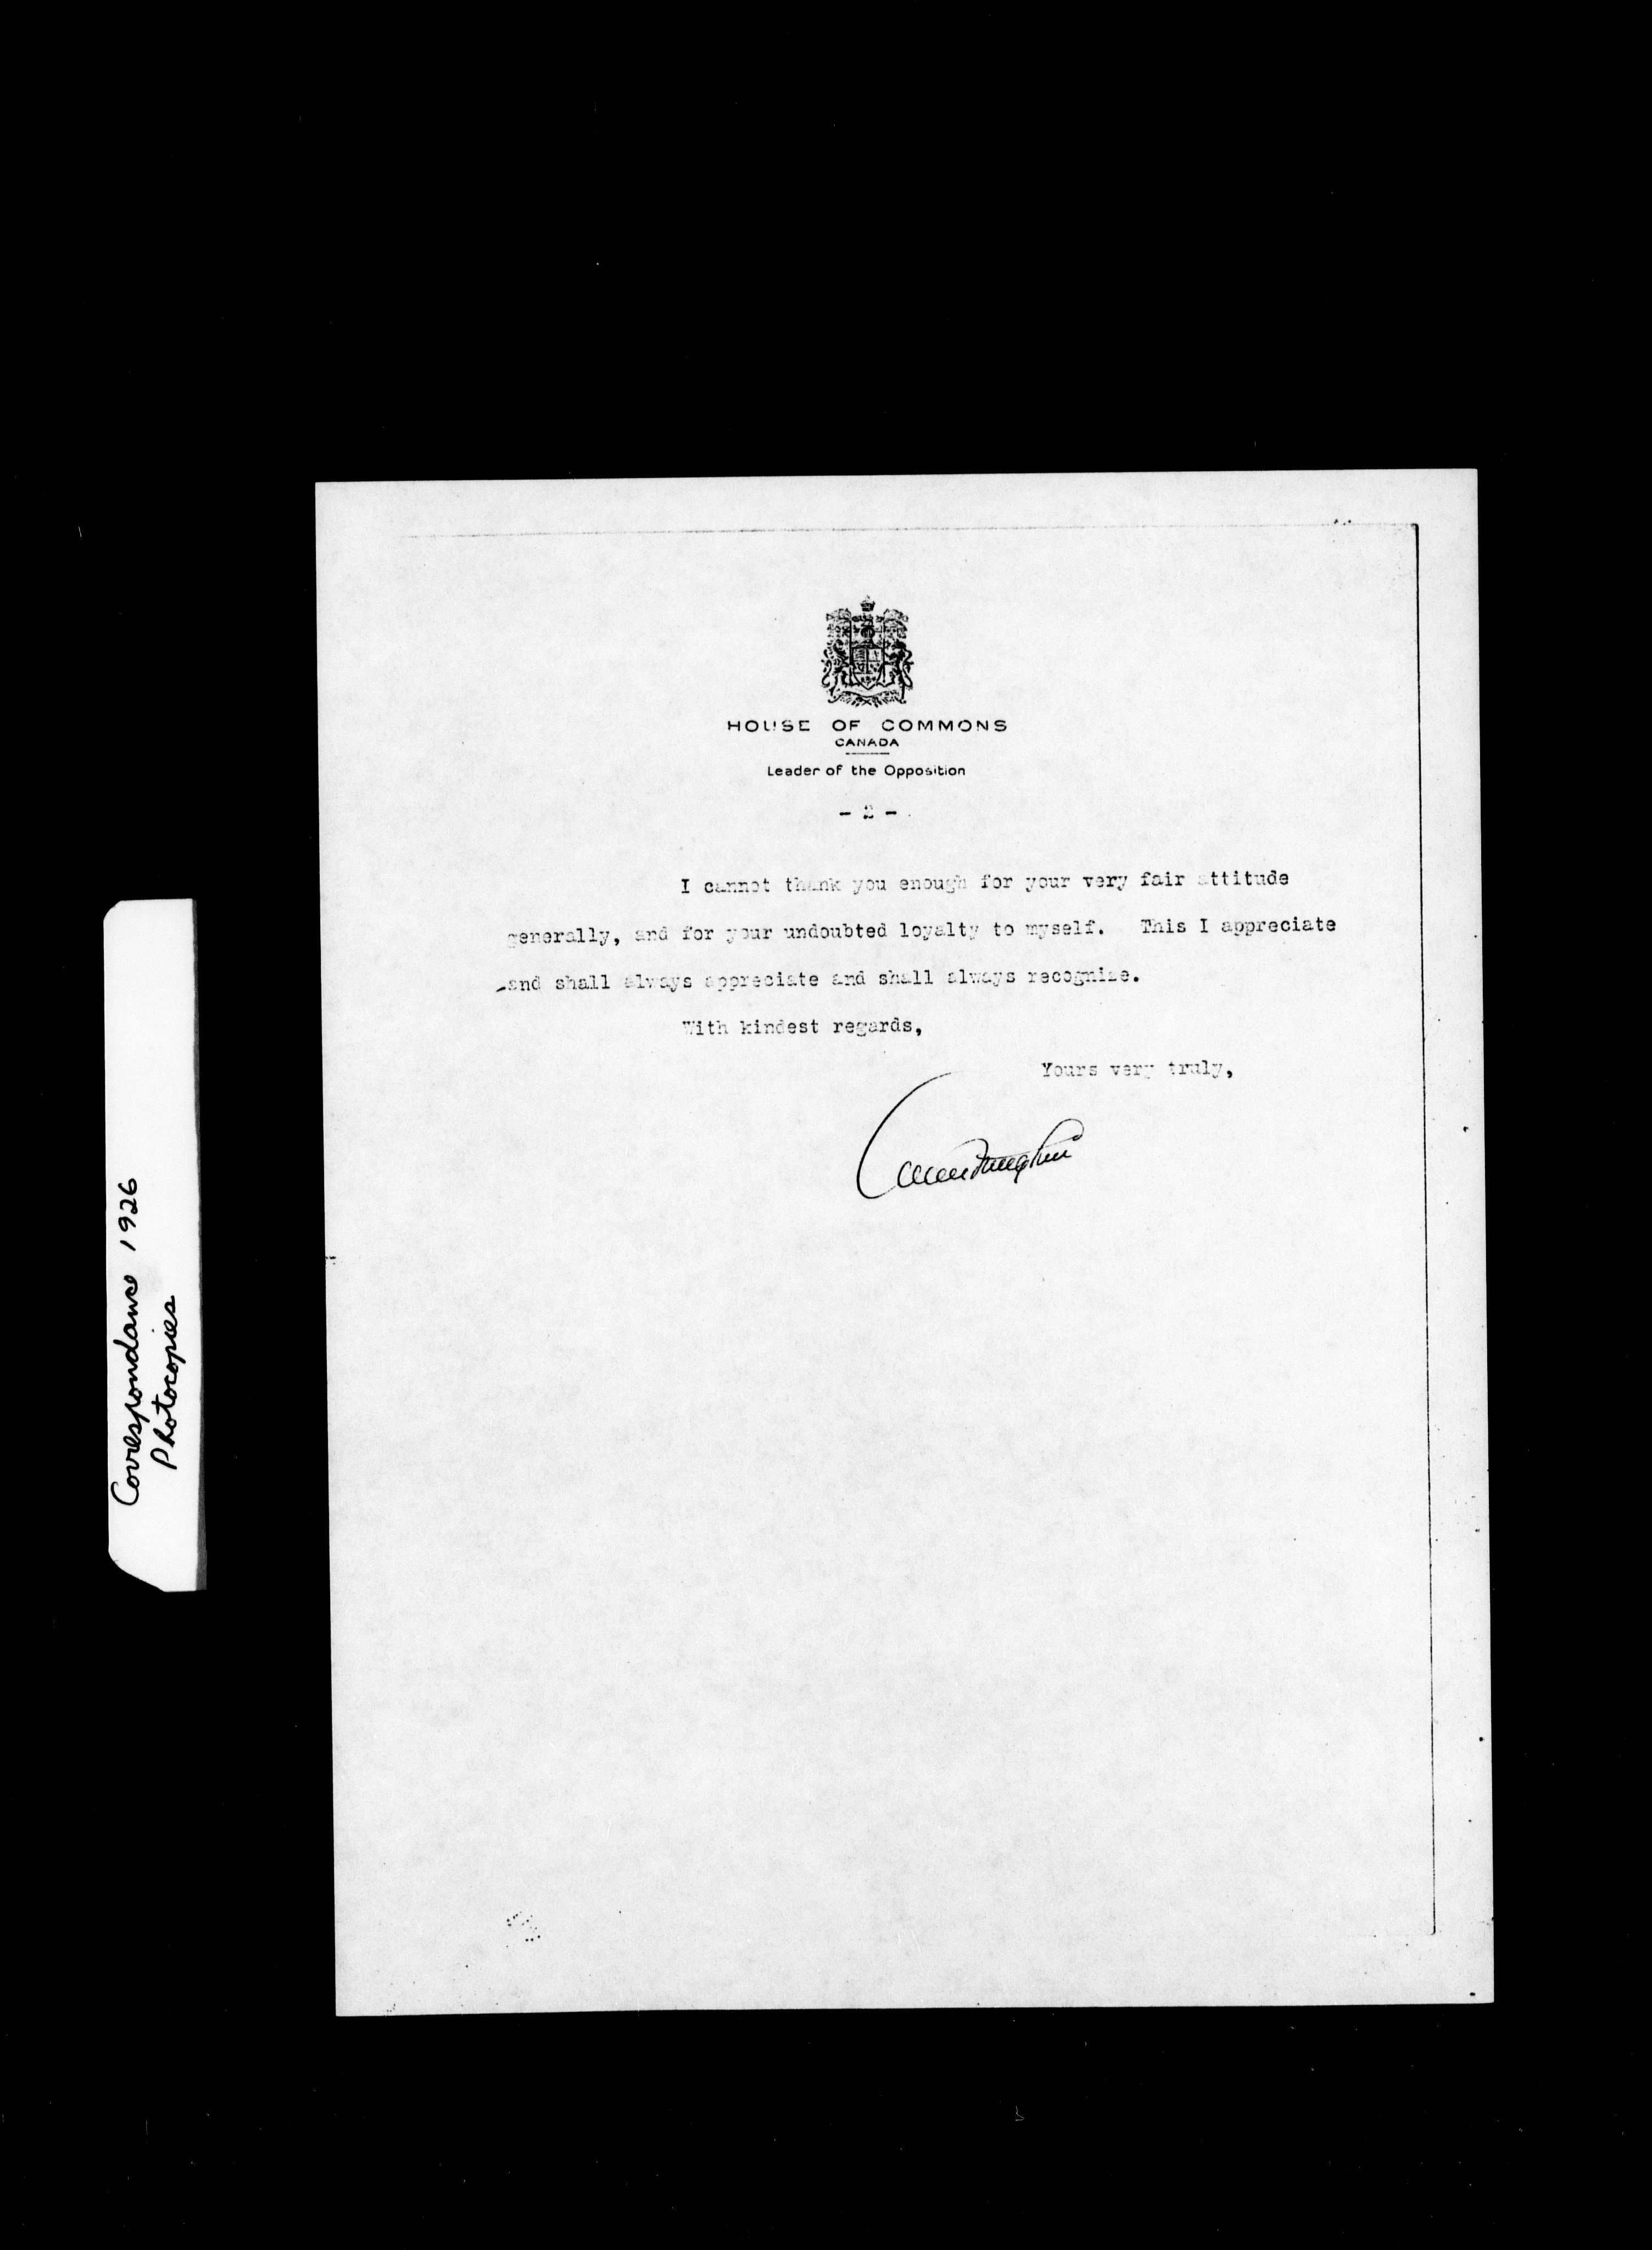 HOUSE OF COMMONS
CANADA
Leader of the Opposition
- 2 -
I cannot thank you enough for your very fair attitude
generally, and for your undoubted loyalty to myself. This I appreciate
and shall always appreciate and shall always recognize.
With kindest regards,
Yours very truly,
Correspondance 1926
Photocopies